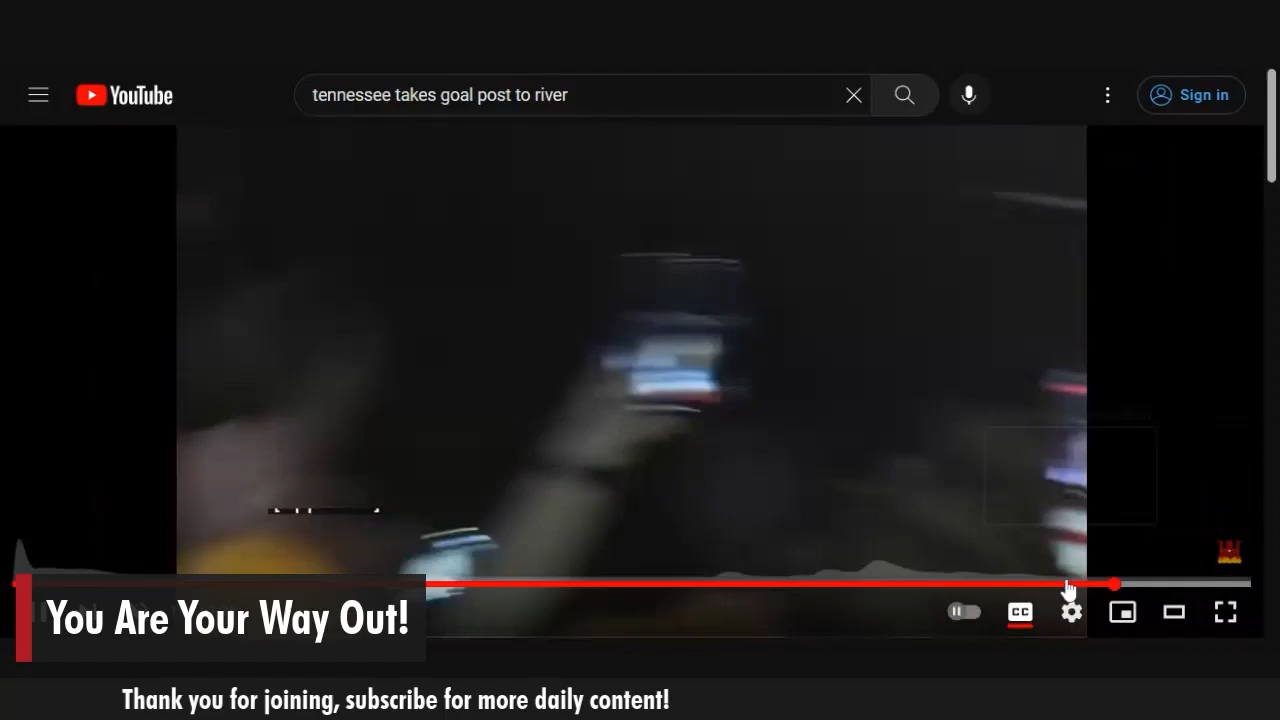 YouTube
tennessee takes goal post to river
Sign in
CC
You Are Your Way Out!
Thank you for joining, subscribe for more daily content!